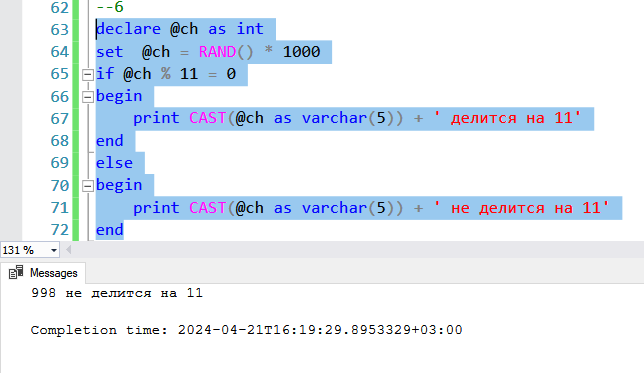 62 --6
63 declare @ch as int
64 set  @ch = RAND() * 1000
65 if @ch % 11 = 0
66 begin
67     print CAST(@ch as varchar(5)) + ' делится на 11'
68 end
69 else
70 begin
71     print CAST(@ch as varchar(5)) + ' не делится на 11'
72 end
131 %
Messages
998 не делится на 11
Completion time: 2024-04-21T16:19:29.8953329+03:00